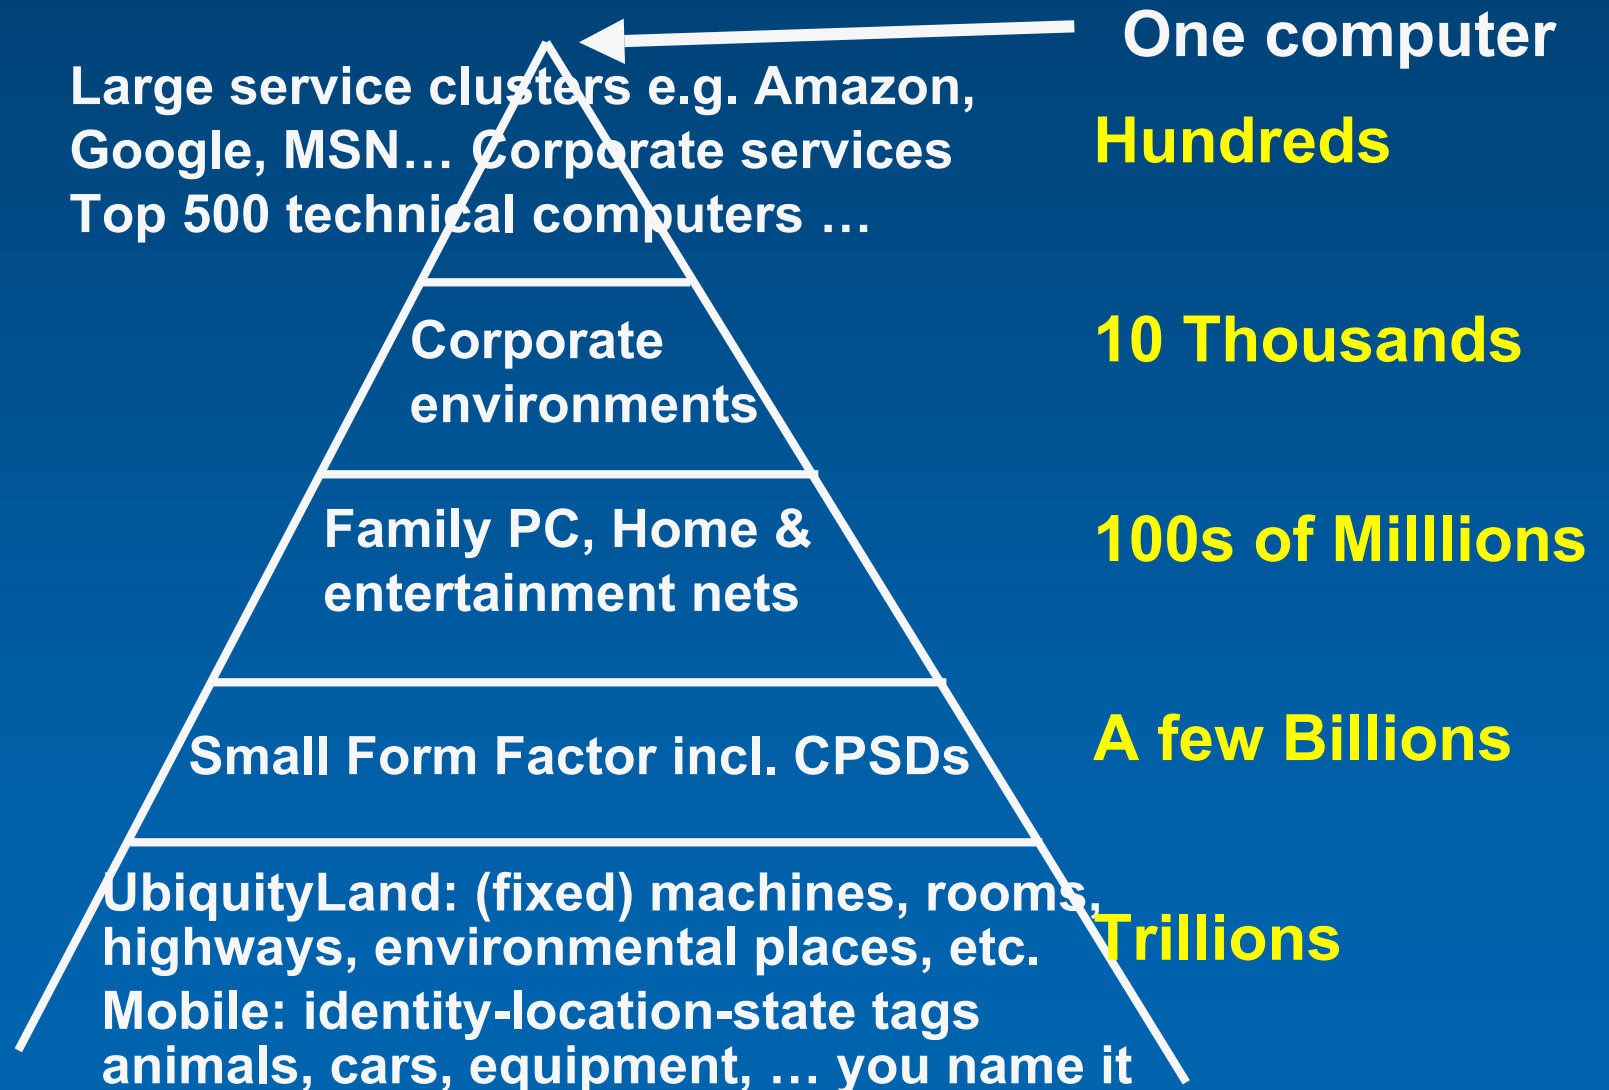 One computer
Large service clusters e.g. Amazon,
Google, MSN… Corporate services
Top 500 technical computers …
Hundreds
Corporate
environments
10 Thousands
Family PC, Home &
entertainment nets
100s of Milllions
Small Form Factor incl. CPSDs
A few Billions
UbiquityLand: (fixed) machines, rooms,
highways, environmental places, etc.
Mobile: identity-location-state tags
animals, cars, equipment, … you name it
Trillions